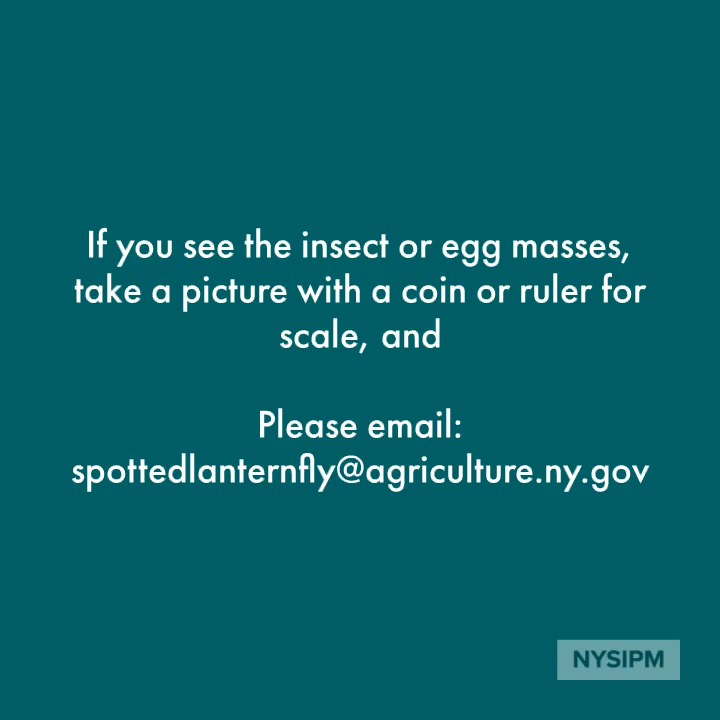 If you see the insect or egg masses,
take a picture with a coin or ruler for
scale, and
Please email:
spottedlanternfly@agriculture.ny.gov
NYSIPM